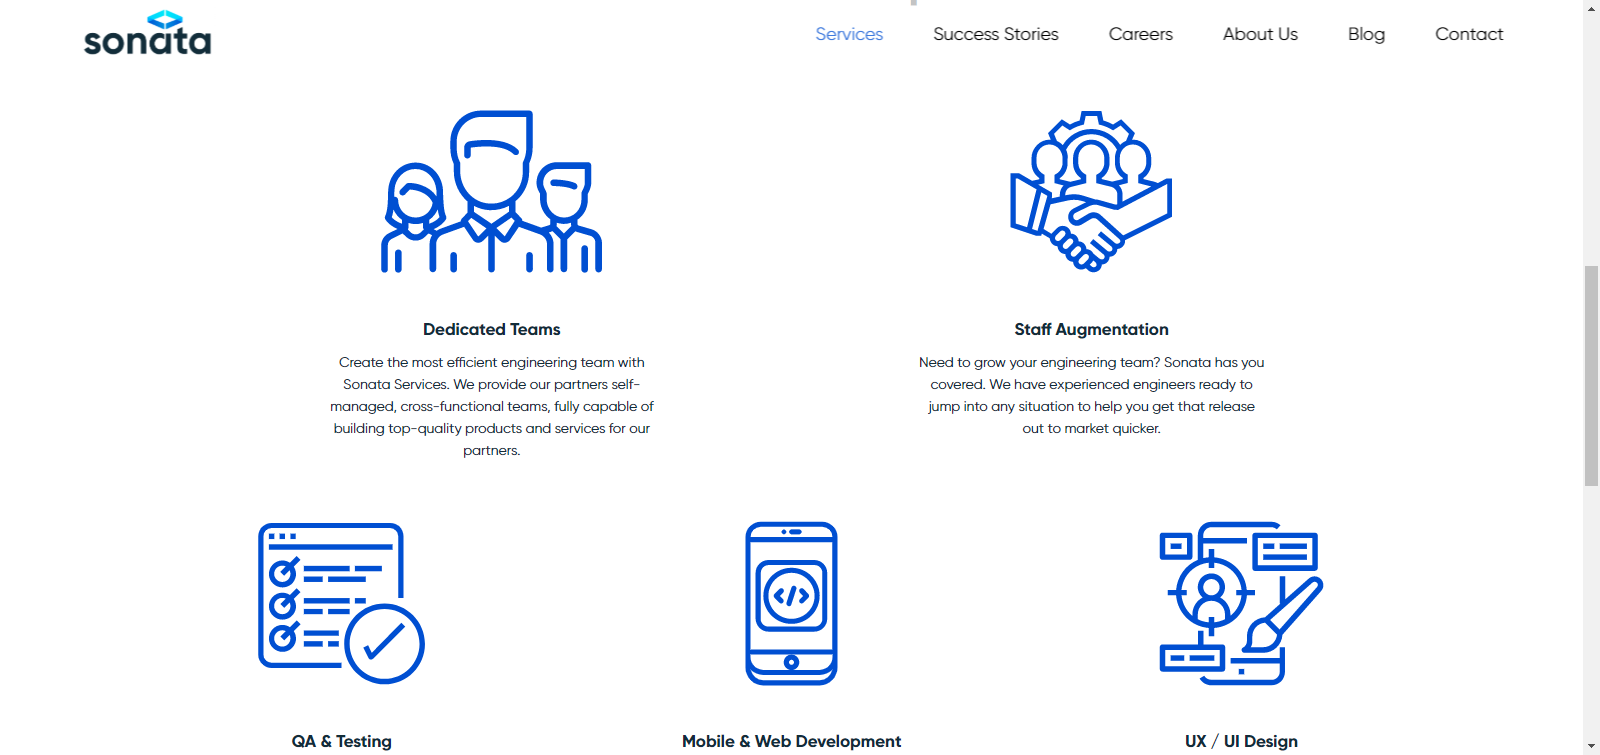 sonata
Services Success Stories Careers About Us Blog Contact
Dedicated Teams
Create the most efficient engineering team with
Sonata Services. We provide our partners self-
managed, cross-functional teams, fully capable of
building top-quality products and services for our
partners.
Staff Augmentation
Need to grow your engineering team? Sonata has you
covered. We have experienced engineers ready to
jump into any situation to help you get that release
out to market quicker.
QA & Testing
Mobile & Web Development
UX / UI Design